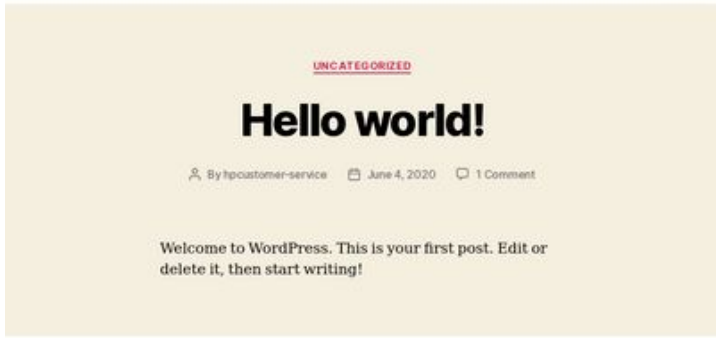 UNCATEGORIZED
Hello world!
By hpcustomer-service June 4, 2020 1 Comment
Welcome to WordPress. This is your first post. Edit or
delete it, then start writing!